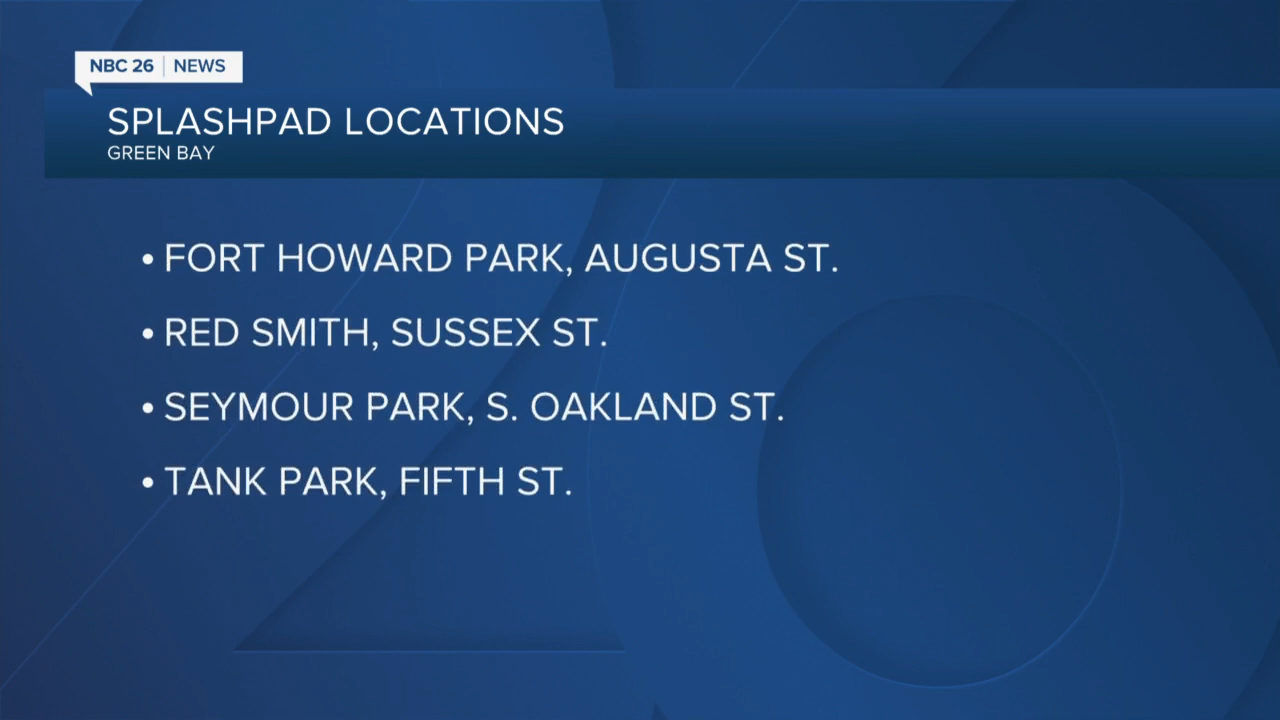 NBC 26 | NEWS
SPLASHPAD LOCATIONS
GREEN BAY
• FORT HOWARD PARK, AUGUSTA ST.
• RED SMITH, SUSSEX ST.
• SEYMOUR PARK, S. OAKLAND ST.
• TANK PARK, FIFTH ST.